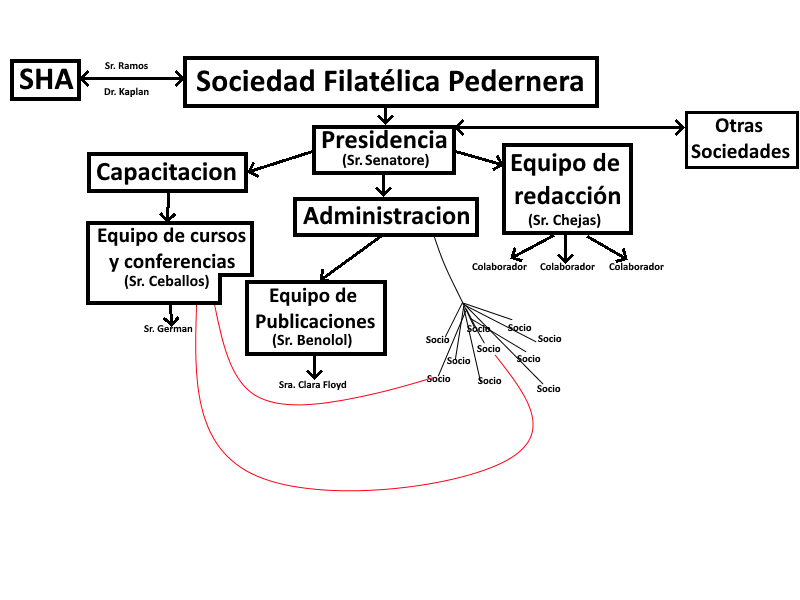 SHA
Sr. Ramos
Dr. Kaplan
Sociedad Filatélica Pedernera
Presidencia
(Sr. Senatore)
Otras
Sociedades
Capacitacion
Equipo de
redacción
(Sr. Chejas)
Administracion
Equipo de cursos
y conferencias
(Sr. Ceballos)
Colaborador
Colaborador
Colaborador
Equipo de
Publicaciones
(Sr. Benolol)
Sr. German
Sra. Clara Floyd
Socio
Socio
Socio
Socio
Socio
Socio
Socio
Socio
Socio
Socio